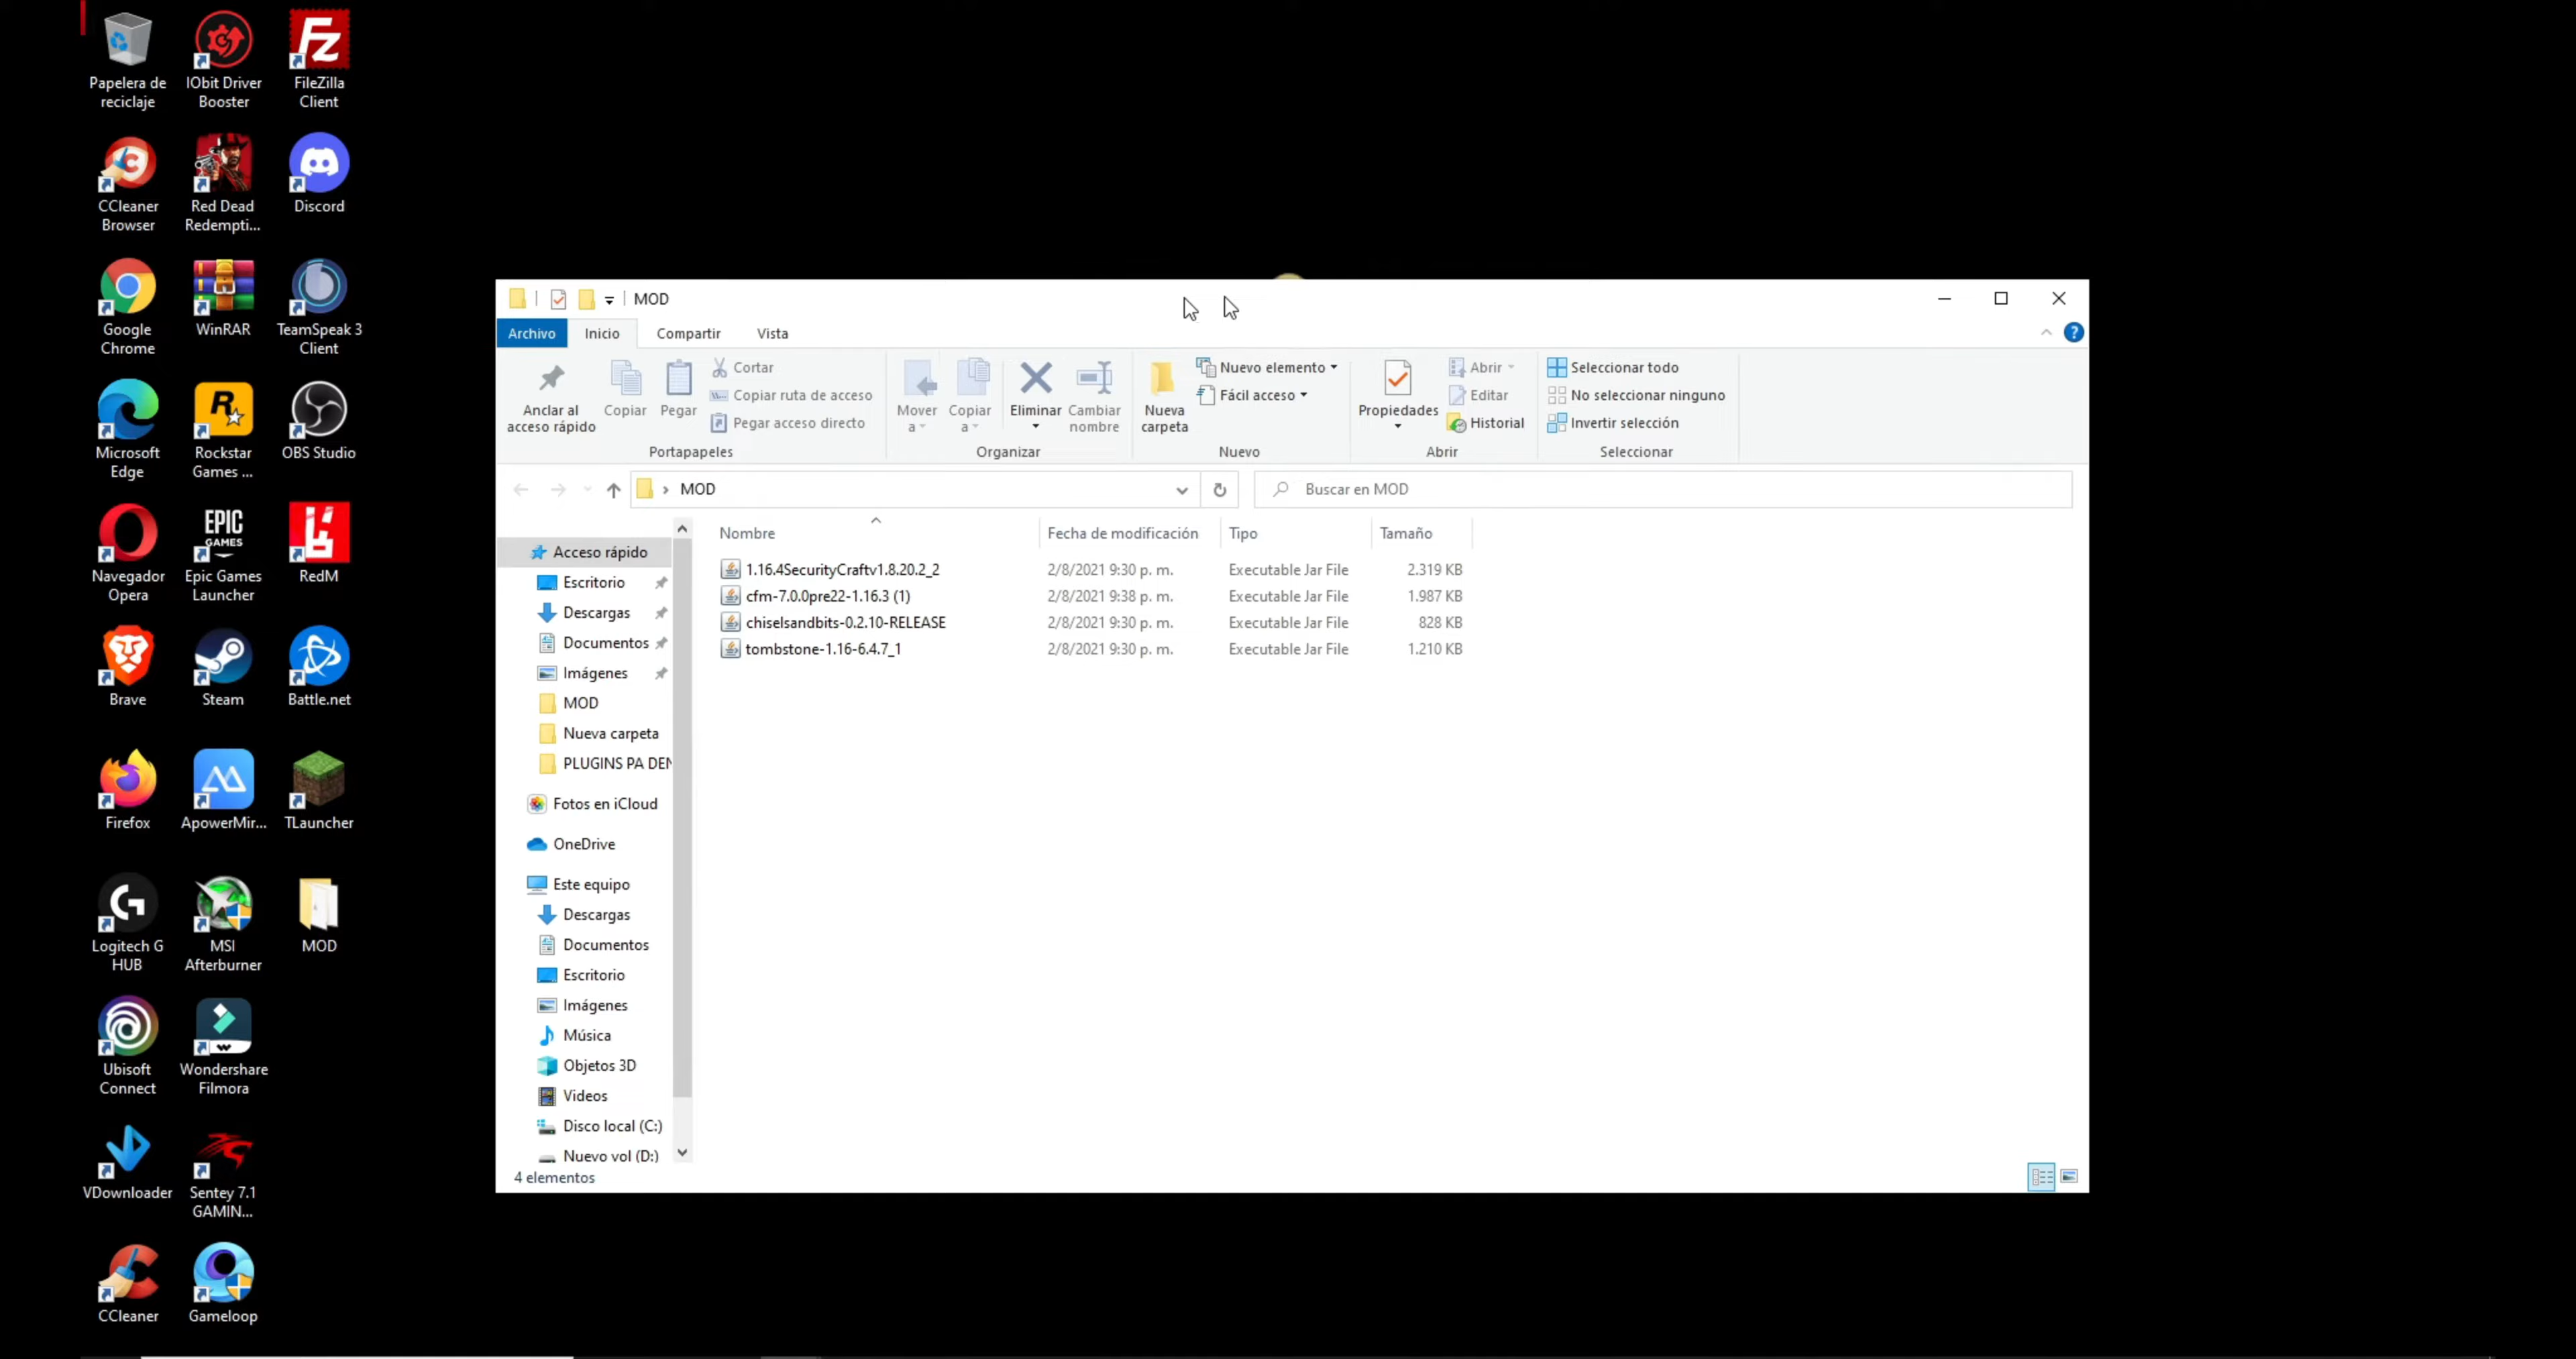 Papelera de
reciclaje
IObit Driver
Booster
FileZilla
Client
CCleaner
Browser
Red Dead
Redempti...
Discord
Google
Chrome
WinRAR
TeamSpeak 3
Client
Microsoft
Edge
Rockstar
Games ...
OBS Studio
Navegador
Opera
EPIC
GAMES
Epic Games
Launcher
RedM
Brave
Steam
Battle.net
Firefox
ApowerMir...
TLauncher
Logitech G
HUB
MSI
Afterburner
MOD
Ubisoft
Connect
Wondershare
Filmora
VDownloader
Sentey 7.1
GAMIN...
CCleaner
Gameloop
MOD
Archivo Inicio Compartir Vista
Anclar al
acceso rápido
Copiar
Pegar
Cortar
Copiar ruta de acceso
Pegar acceso directo
Portapapeles
Mover
a
Copiar
a
Eliminar
Cambiar
nombre
Organizar
Nueva
carpeta
Nuevo elemento
Fácil acceso
Nuevo
Propiedades
Abrir
Editar
Historial
Abrir
Seleccionar todo
No seleccionar ninguno
Invertir selección
Seleccionar
MOD
Buscar en MOD
Acceso rápido
Escritorio
Descargas
Documentos
Imágenes
MOD
Nueva carpeta
PLUGINS PA DEN
Fotos en iCloud
OneDrive
Este equipo
Descargas
Documentos
Escritorio
Imágenes
Música
Objetos 3D
Videos
Disco local (C:)
Nuevo vol (D:)
Nombre Fecha de modificación Tipo Tamaño
1.16.4SecurityCraftv1.8.20.2_2 2/8/2021 9:30 p. m. Executable Jar File 2.319 KB
cfm-7.0.0pre22-1.16.3 (1) 2/8/2021 9:38 p. m. Executable Jar File 1.987 KB
chiselsandbits-0.2.10-RELEASE 2/8/2021 9:30 p. m. Executable Jar File 828 KB
tombstone-1.16-6.4.7_1 2/8/2021 9:30 p. m. Executable Jar File 1.210 KB
4 elementos